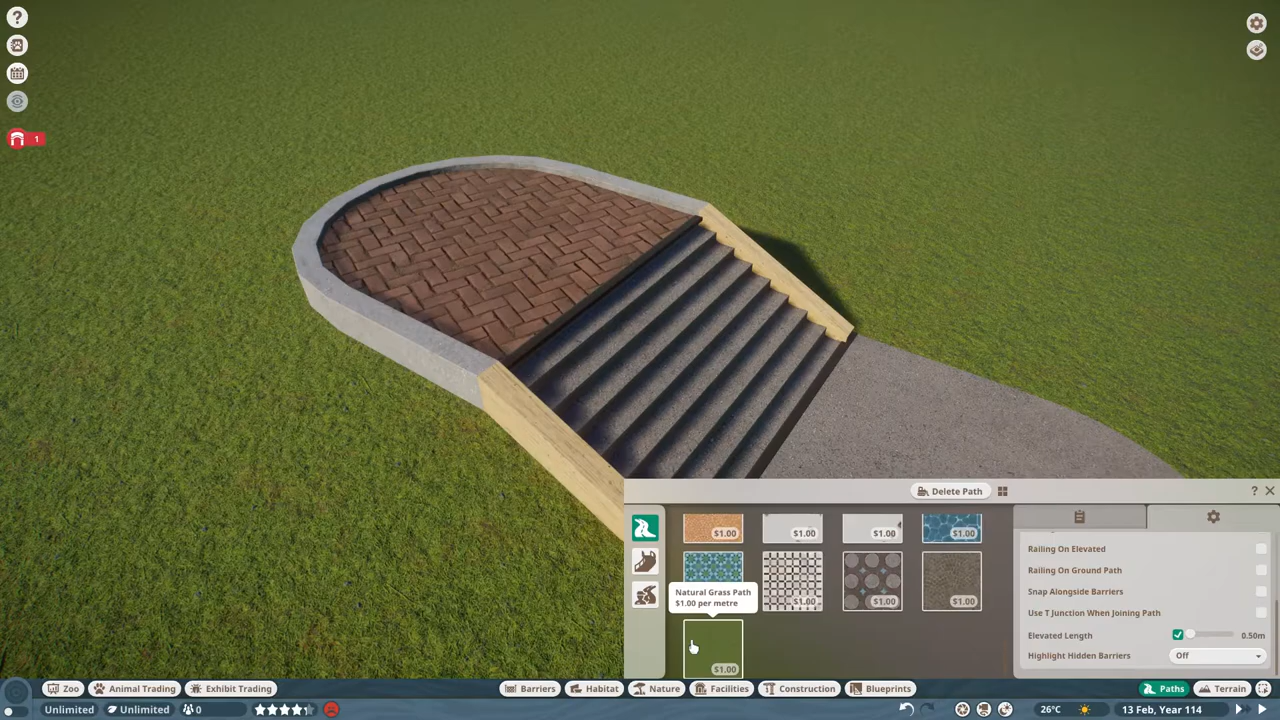 ?
1
Delete Path
?
$1.00
$1.00
$1.00
$1.00
Railing On Elevated
Railing On Ground Path
Natural Grass Path
$1.00 per metre
$1.00
$1.00
$1.00
Snap Alongside Barriers
Use T Junction When Joining Path
Elevated Length
0.50m
Highlight Hidden Barriers
Off
$1.00
Zoo
Animal Trading
Exhibit Trading
Barriers
Habitat
Nature
Facilities
Construction
Blueprints
Paths
Terrain
Unlimited
Unlimited
0
26°C
13 Feb, Year 114